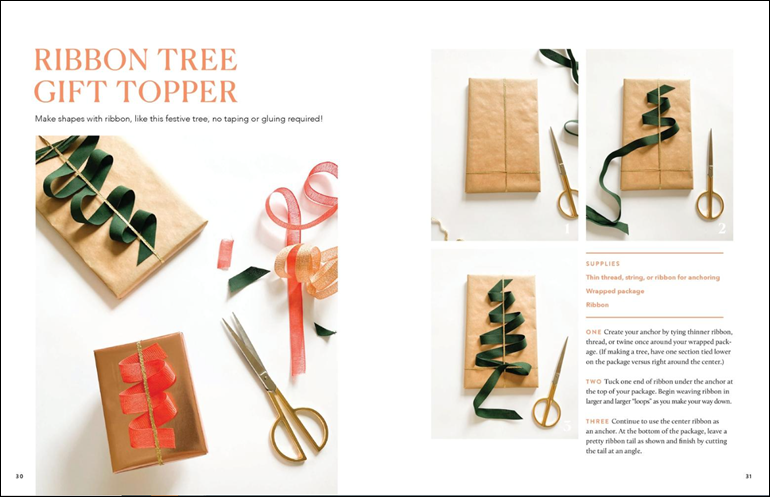 RIBBON TREE
GIFT TOPPER
Make shapes with ribbon, like this festive tree, no taping or gluing required!
30
1
2
3
SUPPLIES
Thin thread, string, or ribbon for anchoring
Wrapped package
Ribbon
ONE Create your anchor by tying thinner ribbon,
thread, or twine once around your wrapped pack-
age. (If making a tree, have one section tied lower
on the package versus right around the center.)
TWO Tuck one end of ribbon under the anchor at
the top of your package. Begin weaving ribbon in
larger and larger “loops” as you make your way down.
THREE Continue to use the center ribbon as
an anchor. At the bottom of the package, leave a
pretty ribbon tail as shown and finish by cutting
the tail at an angle.
31